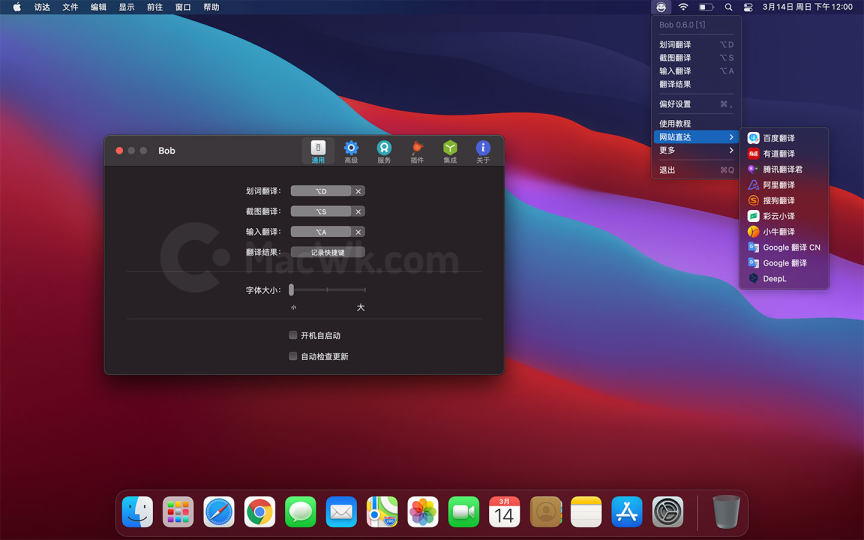 访达 文件 编辑 显示 前往 窗口 帮助
3月14日 周日 下午12:00
Bob 0.6.0 [1]
划词翻译 ⌥D
截图翻译 ⌥S
输入翻译 ⌥A
翻译结果
偏好设置 ⌘,
使用教程
网站直达
更多
退出 ⌘Q
百度翻译
有道翻译
腾讯翻译君
阿里翻译
搜狗翻译
彩云小译
小牛翻译
Google 翻译 CN
Google 翻译
DeepL
Bob
通用 高级 服务 插件 集成 关于
划词翻译: ⌥D
截图翻译: ⌥S
输入翻译: ⌥A
翻译结果: 记录快捷键
MacWk.com
字体大小:
小 大
开机自启动
自动检查更新
3月
14